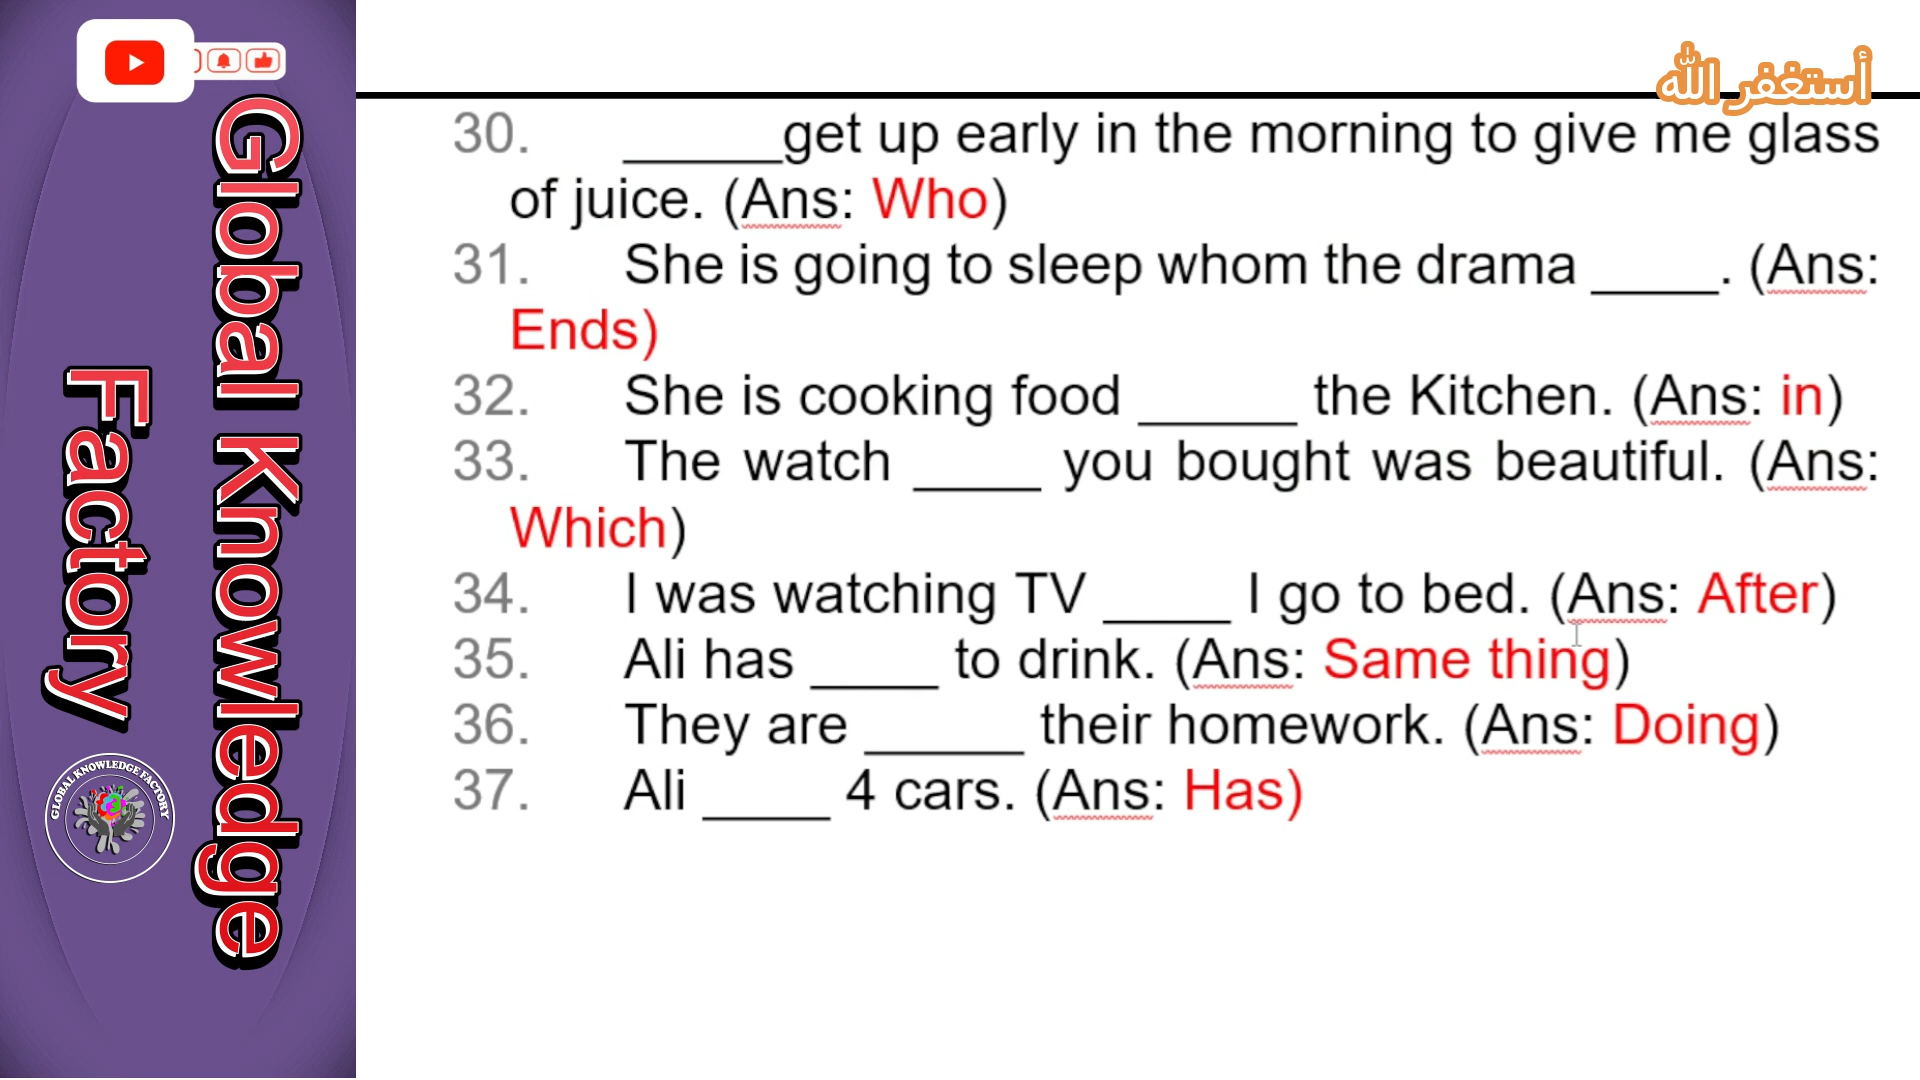 Global Knowledge
Factory
GLOBAL KNOWLEDGE FACTORY
أستغفر الله
30. ______get up early in the morning to give me glass
of juice. (Ans: Who)
31. She is going to sleep whom the drama _____. (Ans:
Ends)
32. She is cooking food ______ the Kitchen. (Ans: in)
33. The watch _____ you bought was beautiful. (Ans:
Which)
34. I was watching TV _____ I go to bed. (Ans: After)
35. Ali has _____ to drink. (Ans: Same thing)
36. They are ______ their homework. (Ans: Doing)
37. Ali _____ 4 cars. (Ans: Has)